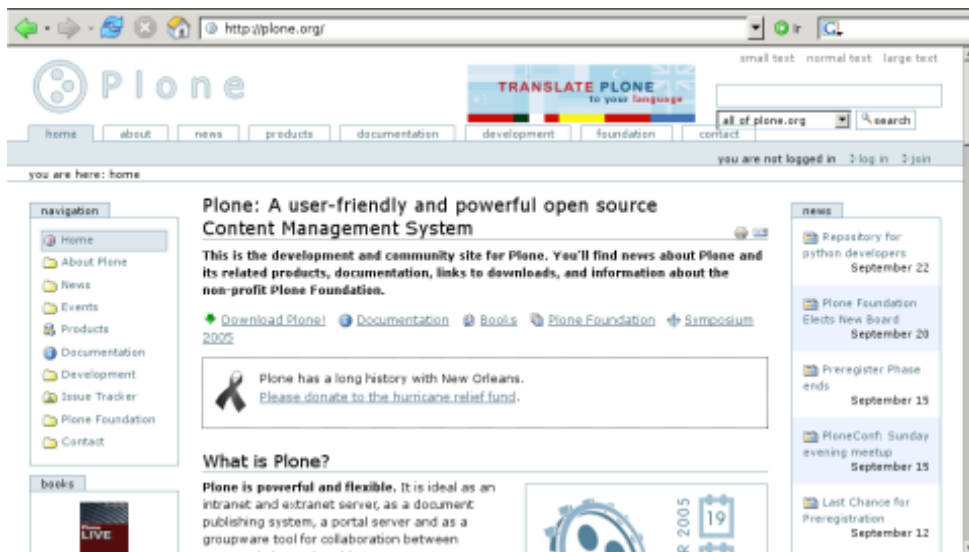 http://plone.org/
Ir
small text normal text large text
Plone
TRANSLATE PLONE
to your language
all of plone.org
search
home about news products documentation development foundation contact
you are not logged in log in join
you are here: home
navigation
Home
About Plone
News
Events
Products
Documentation
Development
Issue Tracker
Plone Foundation
Contact
books
Plone
LIVE
Plone: A user-friendly and powerful open source
Content Management System
This is the development and community site for Plone. You'll find news about Plone and
its related products, documentation, links to downloads, and information about the
non-profit Plone Foundation.
Download Plone! Documentation Books Plone Foundation Symposium
2005
Plone has a long history with New Orleans.
Please donate to the hurricane relief fund.
What is Plone?
Plone is powerful and flexible. It is ideal as an
intranet and extranet server, as a document
publishing system, a portal server and as a
groupware tool for collaboration between
R 2005
19
news
Repository for
python developers
September 22
Plone Foundation
Elects New Board
September 20
Preregister Phase
ends
September 15
PloneConf: Sunday
evening meetup
September 15
Last Chance for
Preregistration
September 12